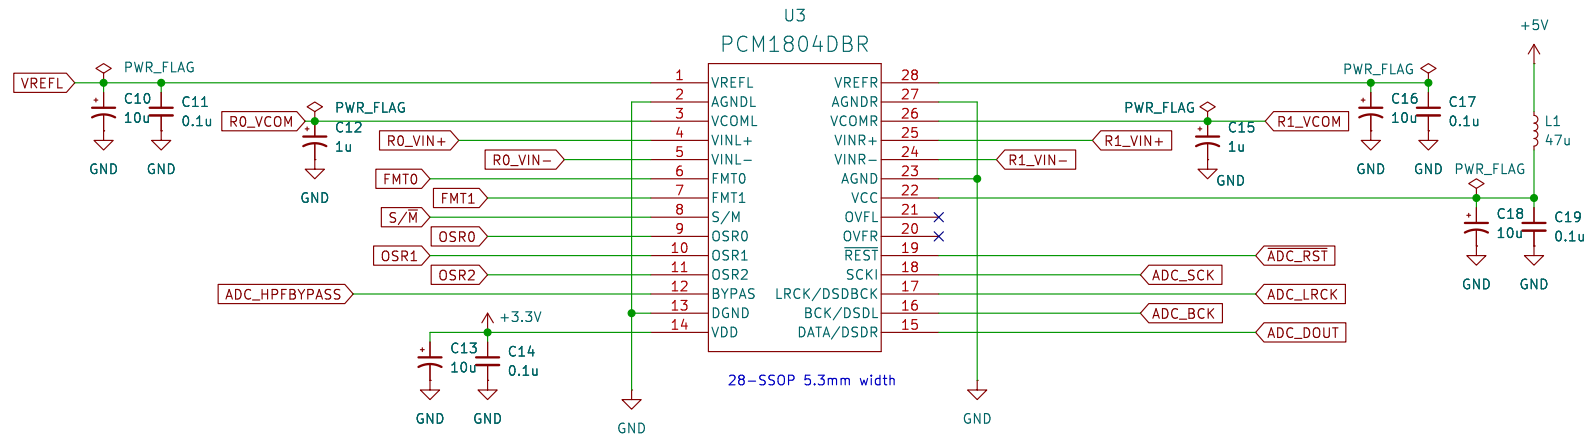 U3
PCM1804DBR
+5V
VREFL
PWR_FLAG
1
VREFL
VREFR
28
PWR_FLAG
C10
10u
C11
0.1u
2
AGNDL
AGNDR
27
C16
10u
C17
0.1u
R0_VCOM
PWR_FLAG
C12
1u
3
VCOML
VCOMR
26
PWR_FLAG
C15
1u
R1_VCOM
L1
47u
R0_VIN+
4
VINL+
VINR+
25
R1_VIN+
GND
GND
R0_VIN-
5
VINL-
VINR-
24
R1_VIN-
GND
GND
GND
GND
FMT0
6
FMT0
AGND
23
PWR_FLAG
FMT1
7
FMT1
VCC
22
S/M̅
8
S/M
OVFL
21
C18
10u
C19
0.1u
OSR0
9
OSR0
OVFR
20
OSR1
10
OSR1
R̅E̅S̅T̅
19
A̅D̅C̅_̅R̅S̅T̅
OSR2
11
OSR2
SCKI
18
ADC_SCK
GND
GND
ADC_HPFBYPASS
12
BYPAS
LRCK/DSDBCK
17
ADC_LRCK
+3.3V
13
DGND
BCK/DSDL
16
ADC_BCK
14
VDD
DATA/DSDR
15
ADC_DOUT
C13
10u
C14
0.1u
28-SSOP 5.3mm width
GND
GND
GND
GND